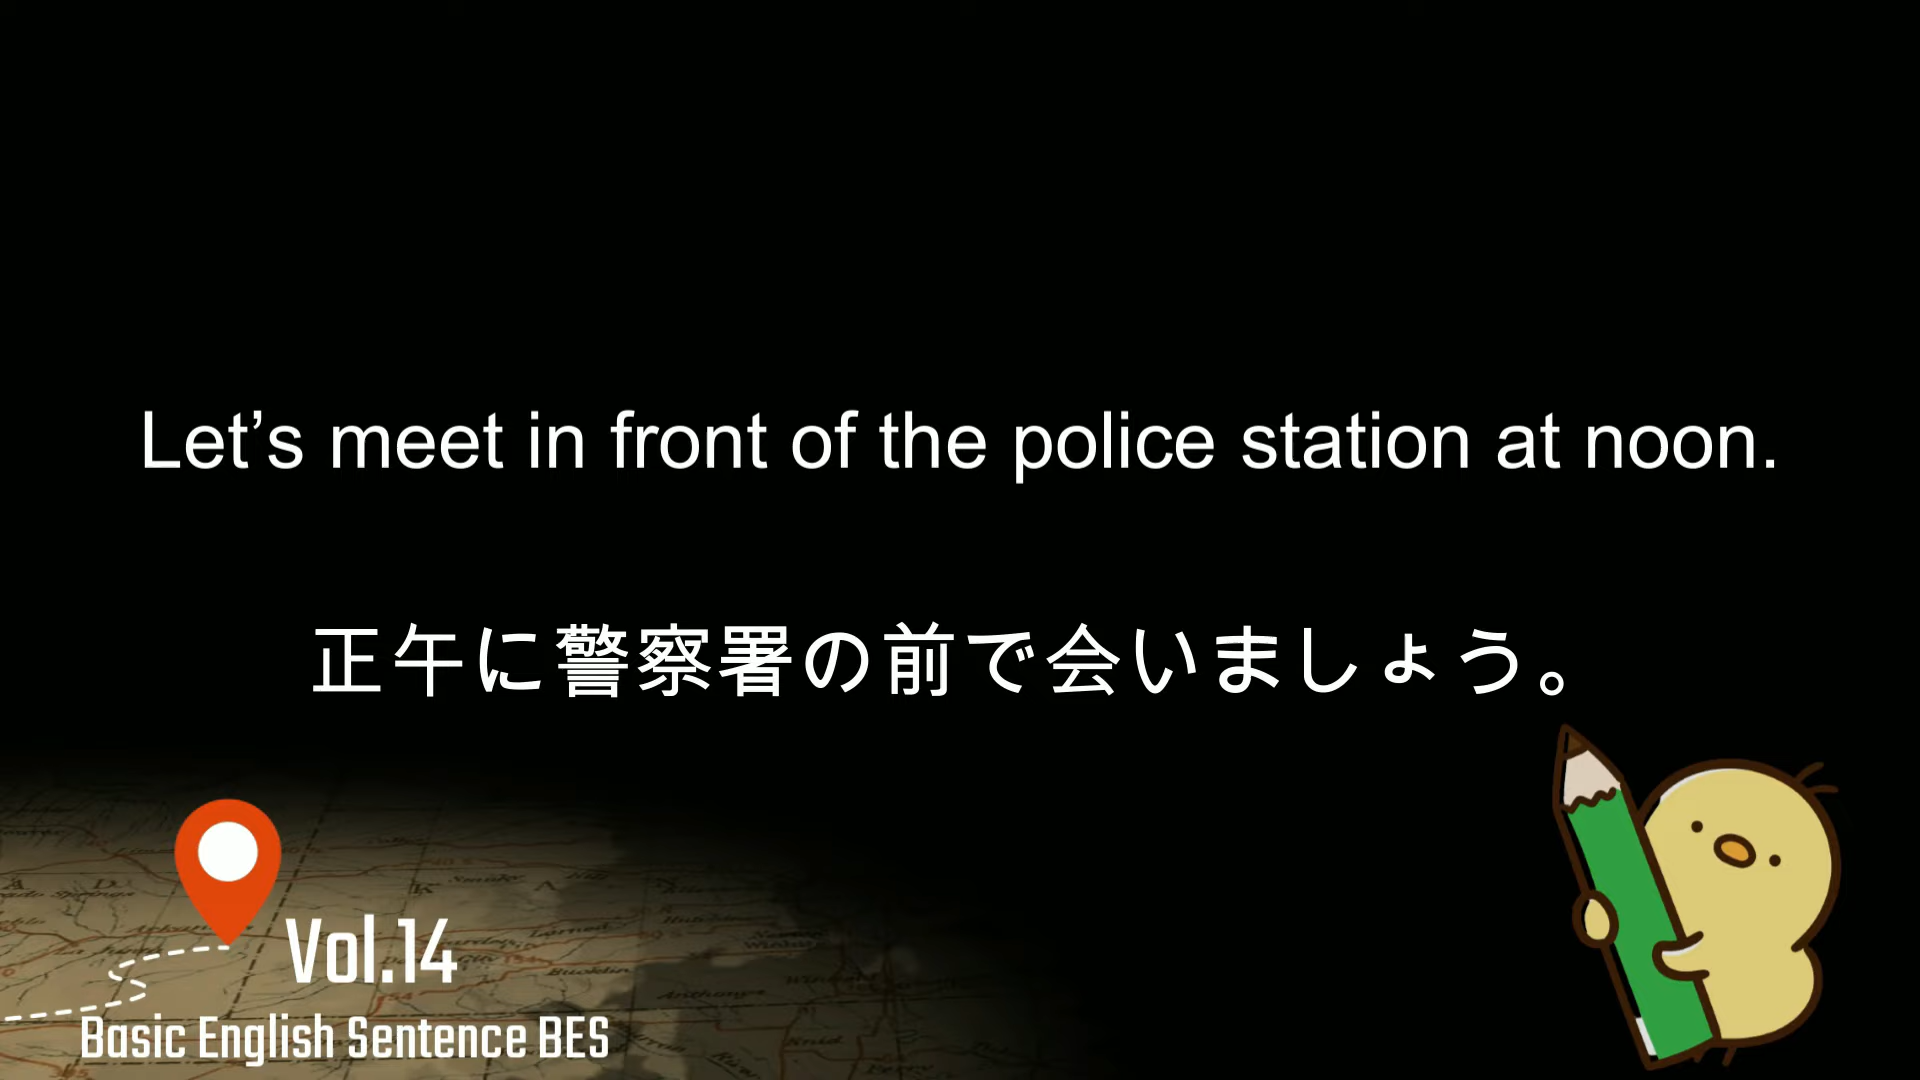 Let’s meet in front of the police station at noon.
正午に警察署の前で会いましょう。
Vol.14
Basic English Sentence BES